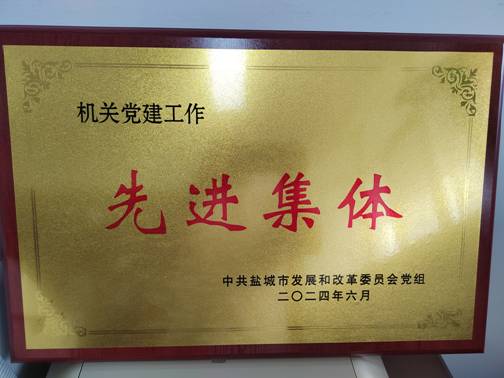 机关党建工作
先进集体
中共盐城市发展和改革委员会党组
二〇二四年六月